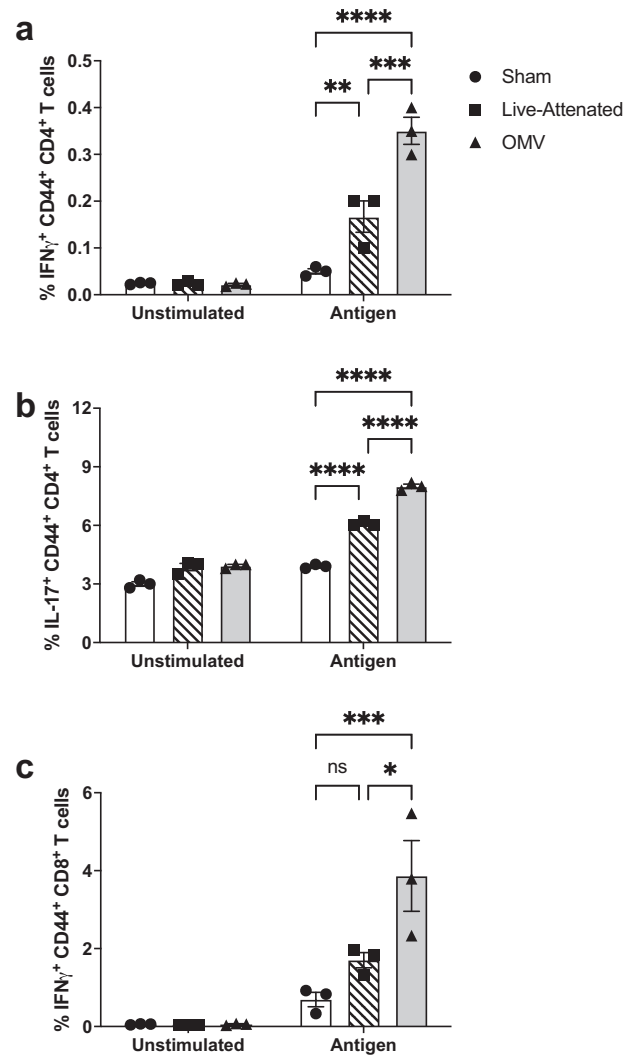 a
****
** ***
% IFNγ⁺ CD44⁺ CD4⁺ T cells
0.5
0.4
0.3
0.2
0.1
0.0
Unstimulated Antigen
Sham
Live-Attenated
OMV
b
****
****
****
% IL-17⁺ CD44⁺ CD4⁺ T cells
12
9
6
3
0
Unstimulated Antigen
c
***
ns *
% IFNγ⁺ CD44⁺ CD8⁺ T cells
6
4
2
0
Unstimulated Antigen